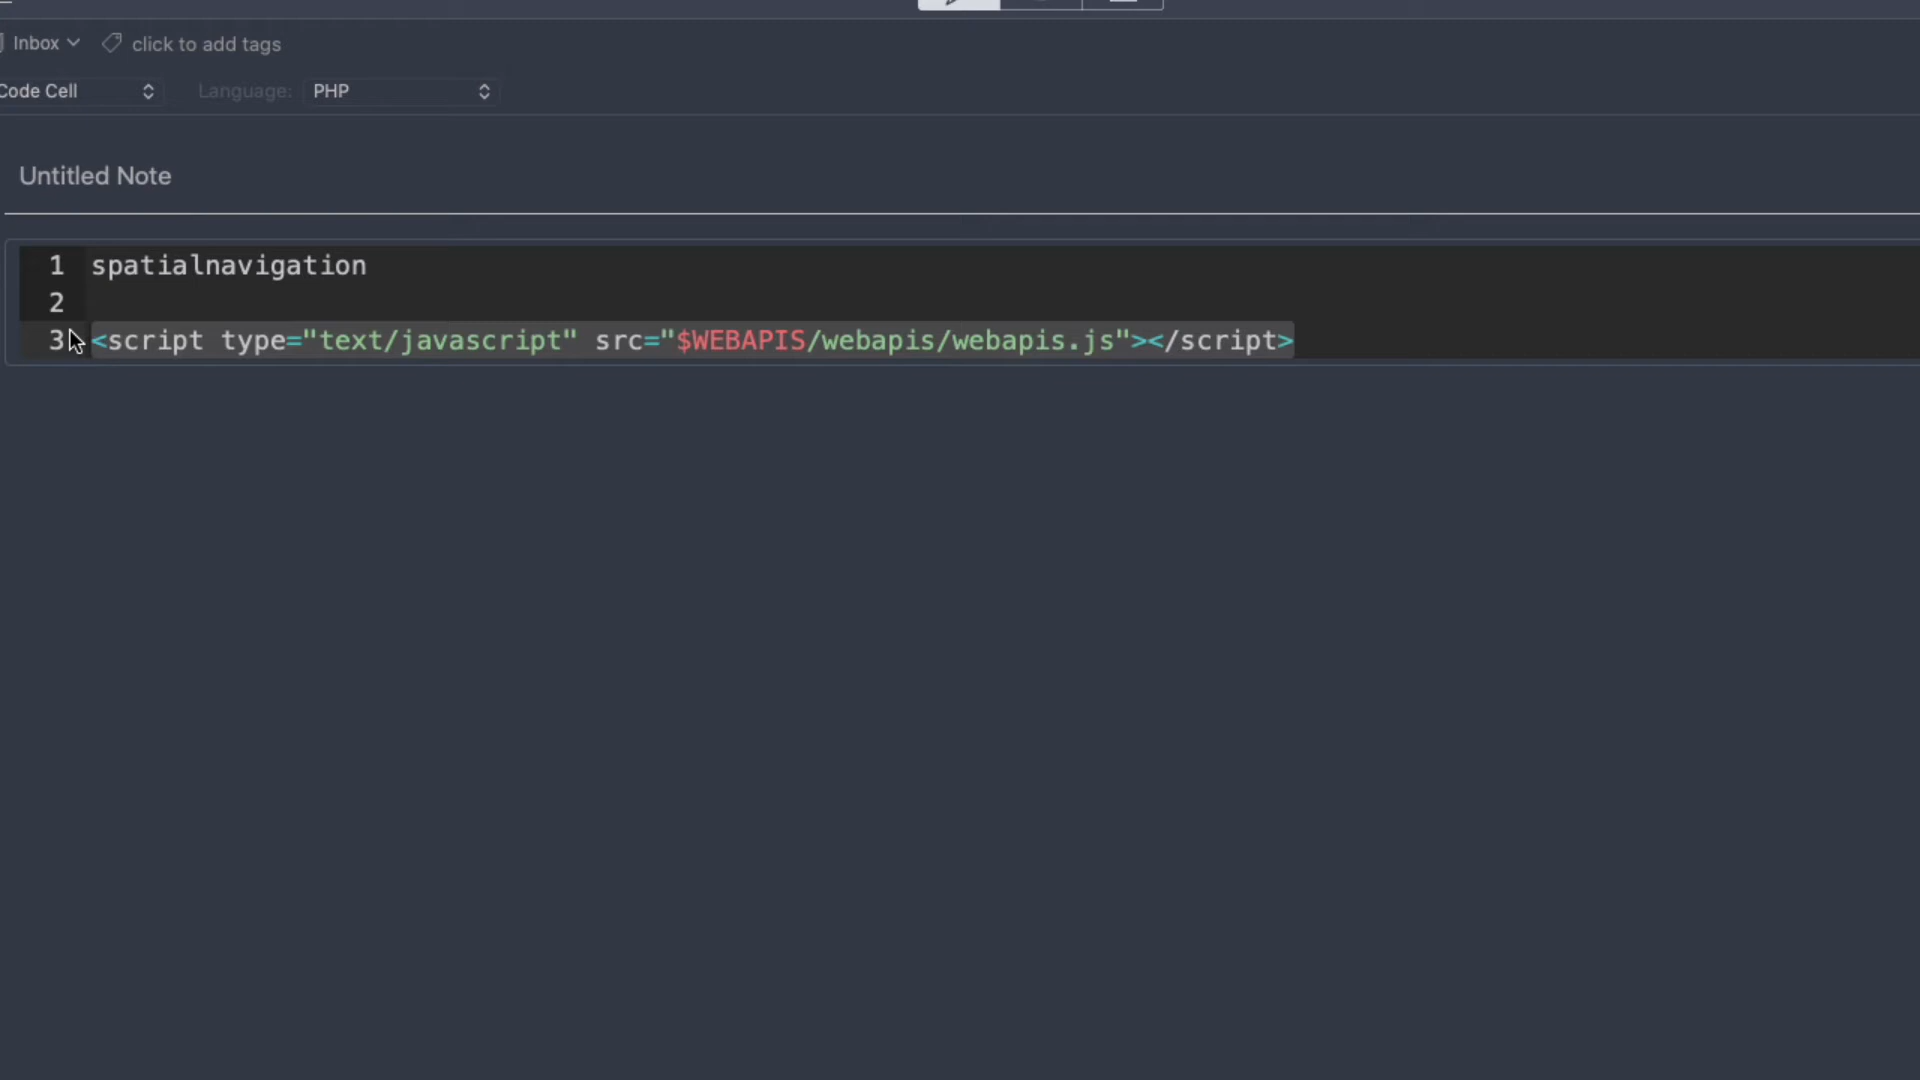 Inbox click to add tags
Code Cell Language: PHP
Untitled Note
1 spatialnavigation
2
3 <script type="text/javascript" src="$WEBAPIS/webapis/webapis.js"></script>